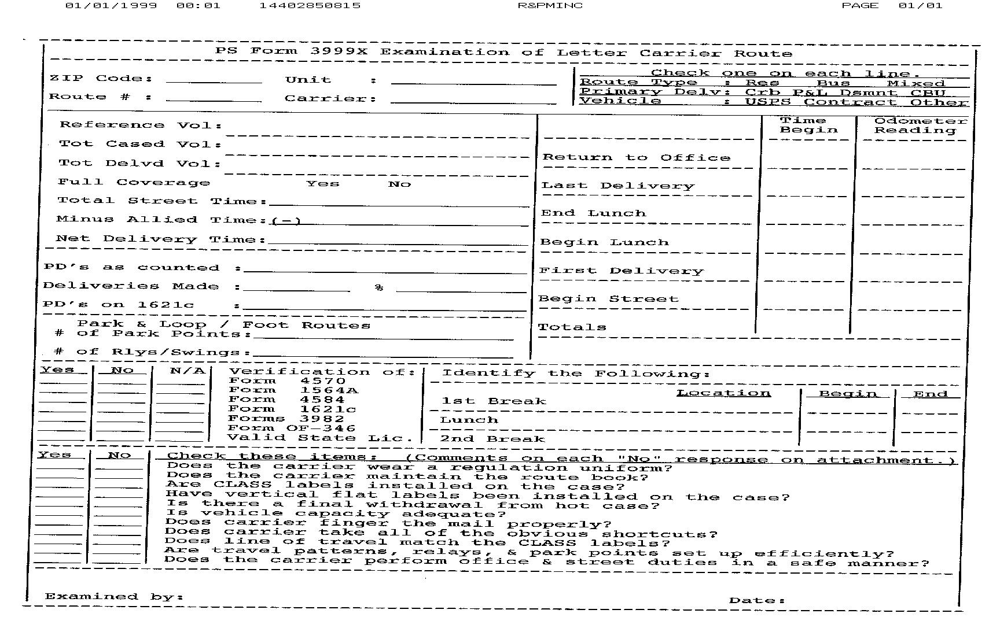 01/01/1999 00:01 14402850815 R&PMINC PAGE 01/01
PS Form 3999X Examination of Letter Carrier Route
ZIP Code: Unit :
Route # : Carrier:
Check one on each line.
Route Type : Res Bus Mixed
Primary Delv: Crb P&L Dsmnt CBU
Vehicle : USPS Contract Other
Reference Vol:
Tot Cased Vol:
Tot Delvd Vol:
Full Coverage Yes No
Total Street Time:
Minus Allied Time:(-)
Net Delivery Time:
PD's as counted :
Deliveries Made : %
PD's on 1621c :
Park & Loop / Foot Routes
# of Park Points:
# of Rlys/Swings:
Time Odometer
Begin Reading
Return to Office
Last Delivery
End Lunch
Begin Lunch
First Delivery
Begin Street
Totals
Yes No N/A Verification of:
Form 4570
Form 1564A
Form 4584
Form 1621c
Forms 3982
Form OF-346
Valid State Lic.
Identify the Following:
Location Begin End
1st Break
Lunch
2nd Break
Yes No Check these items: (Comments on each "No" response on attachment.)
Does the carrier wear a regulation uniform?
Does the carrier maintain the route book?
Are CLASS labels installed on the case?
Have vertical flat labels been installed on the case?
Is there a final withdrawal from hot case?
Is vehicle capacity adequate?
Does carrier finger the mail properly?
Does carrier take all of the obvious shortcuts?
Does line of travel match the CLASS labels?
Are travel patterns, relays, & park points set up efficiently?
Does the carrier perform office & street duties in a safe manner?
Examined by: Date: